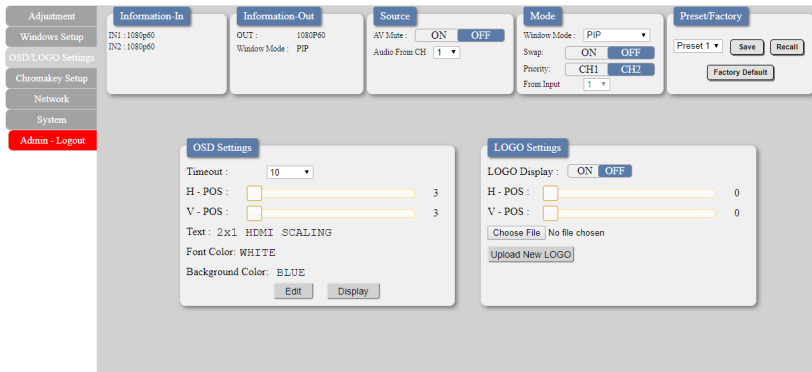 Adjustment
Windows Setup
OSD/LOGO Settings
Chromakey Setup
Network
System
Admin - Logout
Information-In
IN1 : 1080p60
IN2 : 1080p60
Information-Out
OUT : 1080P60
Window Mode : PIP
Source
AV Mute : ON OFF
Audio From CH 1
Mode
Window Mode : PIP
Swap: ON OFF
Priority: CH1 CH2
From Input 1
Preset/Factory
Preset 1 Save Recall
Factory Default
OSD Settings
Timeout : 10
H - POS : 3
V - POS : 3
Text : 2x1 HDMI SCALING
Font Color: WHITE
Background Color: BLUE
Edit Display
LOGO Settings
LOGO Display : ON OFF
H - POS : 0
V - POS : 0
Choose File No file chosen
Upload New LOGO